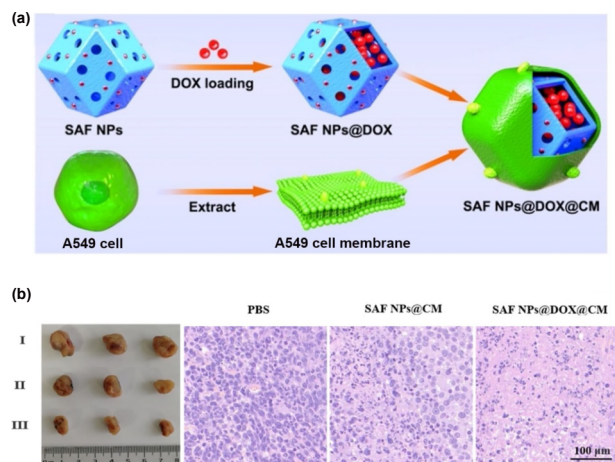 (a)
DOX loading
SAF NPs
SAF NPs@DOX
Extract
SAF NPs@DOX@CM
A549 cell
A549 cell membrane
(b)
PBS
SAF NPs@CM
SAF NPs@DOX@CM
I
II
III
100 μm